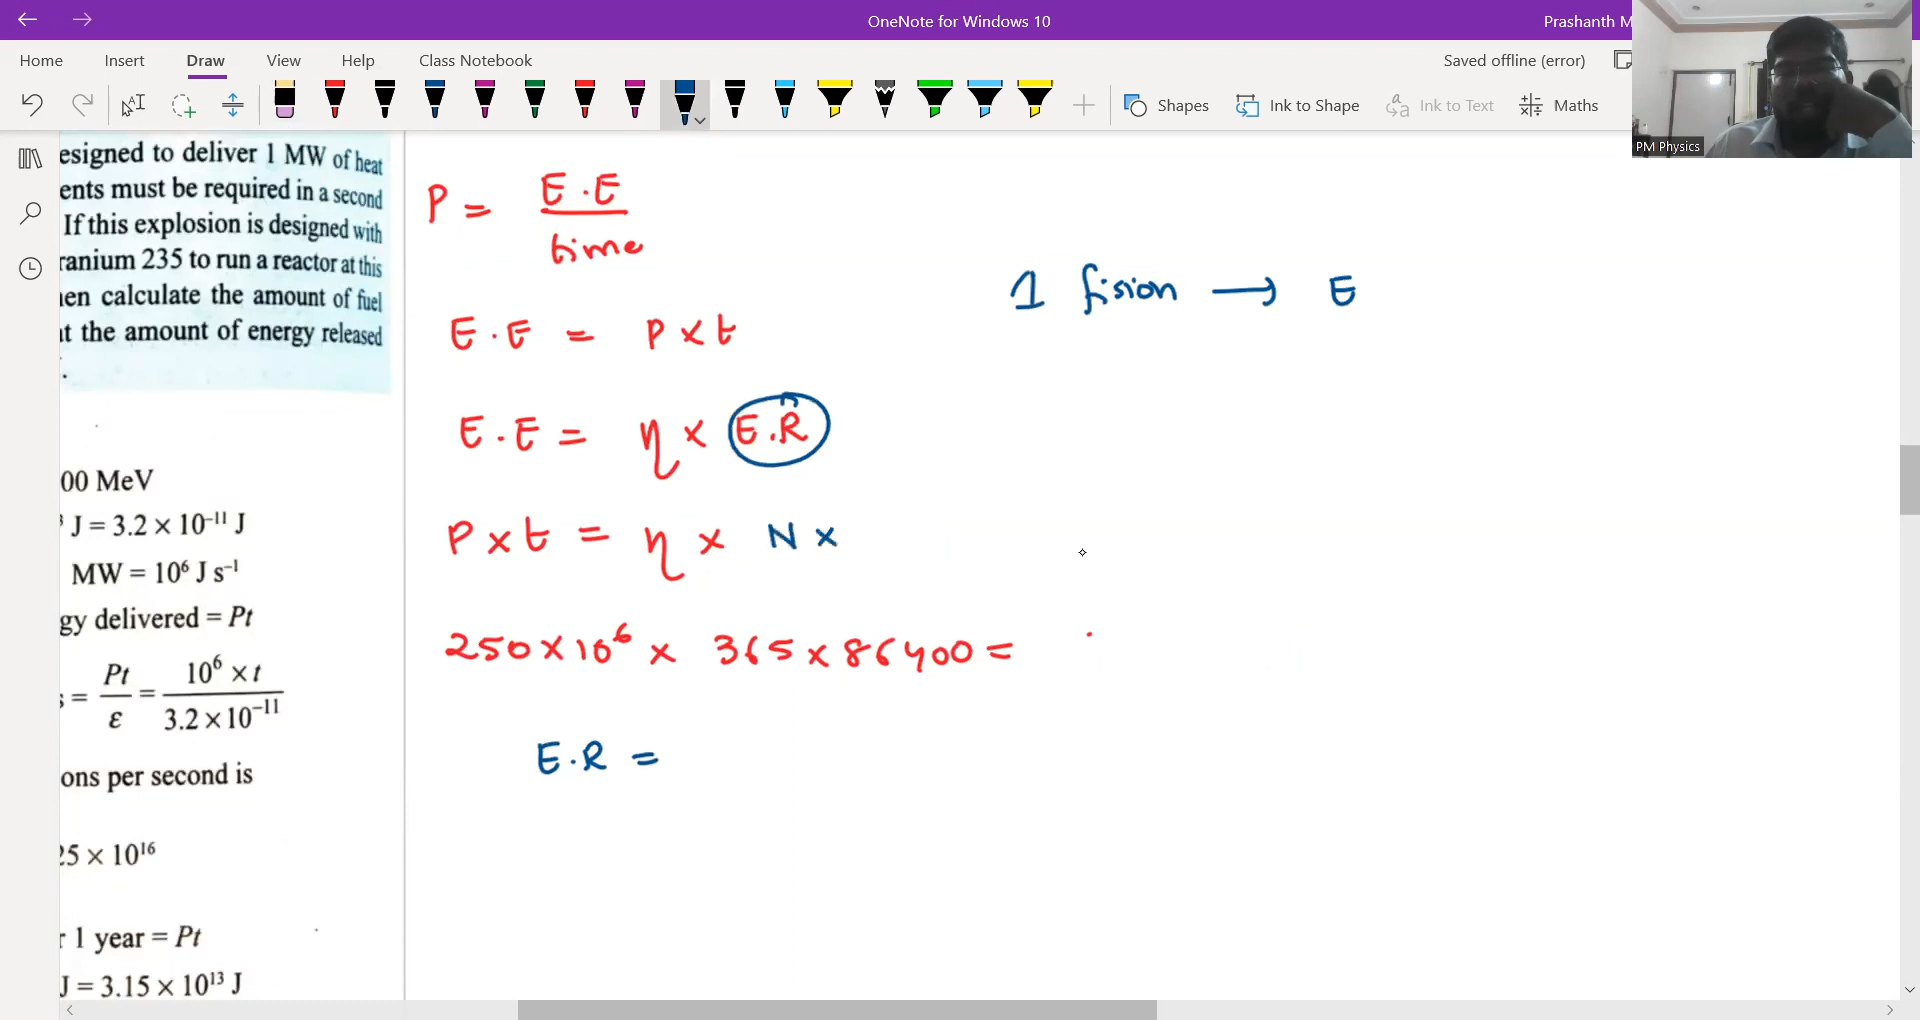 OneNote for Windows 10
Prashanth M
Home Insert Draw View Help Class Notebook
Saved offline (error)
Shapes Ink to Shape Ink to Text Maths
PM Physics
esigned to deliver 1 MW of heat
ents must be required in a second
If this explosion is designed with
ranium 235 to run a reactor at this
en calculate the amount of fuel
t the amount of energy released
.
00 MeV
J = 3.2 × 10⁻¹¹ J
MW = 10⁶ J s⁻¹
gy delivered = Pt
s = Pt/ε = 10⁶ × t / 3.2 × 10⁻¹¹
ons per second is
25 × 10¹⁶
r 1 year = Pt
J = 3.15 × 10¹³ J
P = E.E / time
E.E = P × t
E.E = η × E.R
P × t = η × N ×
250 × 10⁶ × 365 × 86400 =
E.R =
1 fision → E